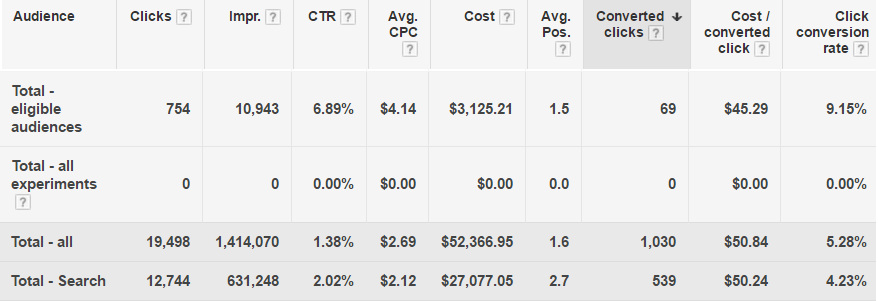 Audience Clicks ? Impr. ? CTR ? Avg. CPC ? Cost ? Avg. Pos. ? Converted clicks ↓ ? Cost / converted click ? Click conversion rate ?
Total - eligible audiences 754 10,943 6.89% $4.14 $3,125.21 1.5 69 $45.29 9.15%
Total - all experiments ? 0 0 0.00% $0.00 $0.00 0.0 0 $0.00 0.00%
Total - all 19,498 1,414,070 1.38% $2.69 $52,366.95 1.6 1,030 $50.84 5.28%
Total - Search 12,744 631,248 2.02% $2.12 $27,077.05 2.7 539 $50.24 4.23%